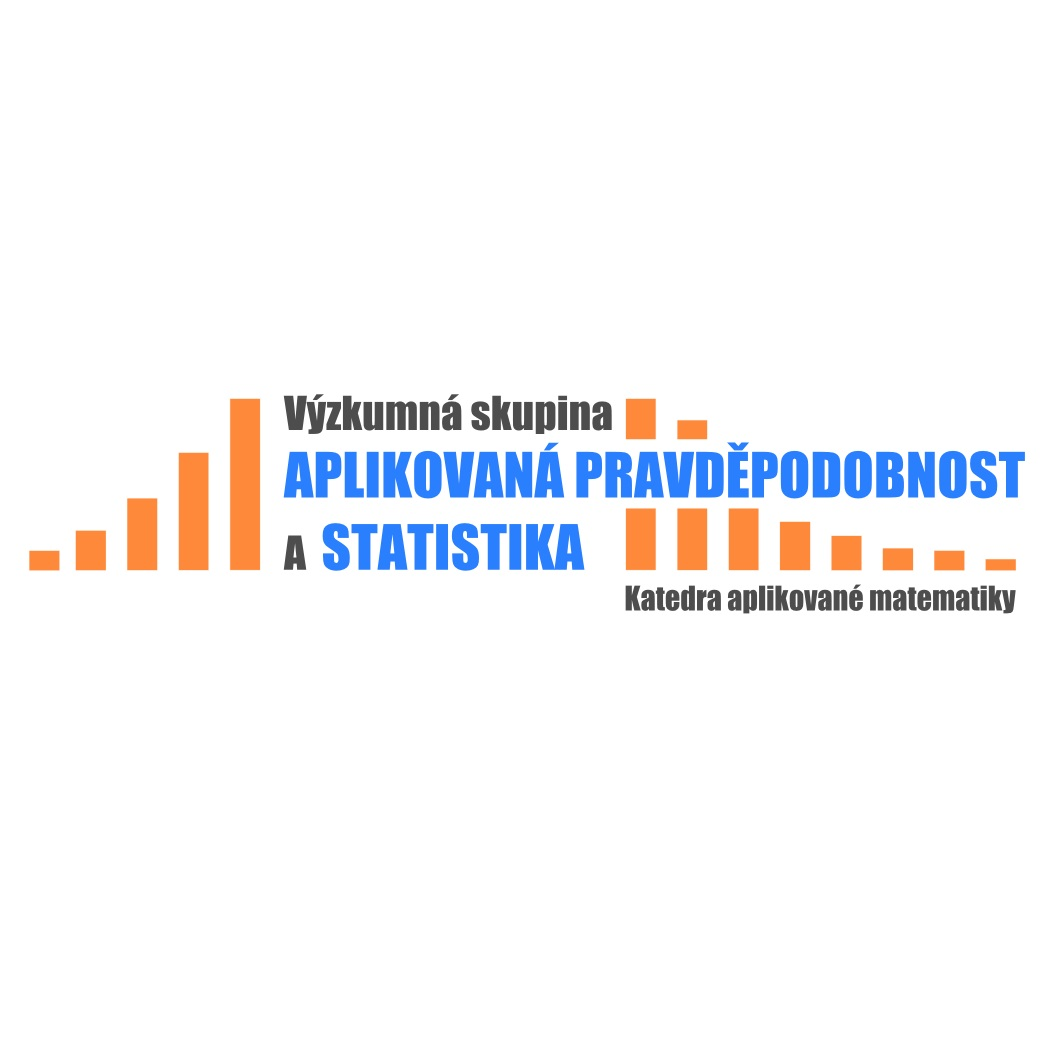 Výzkumná skupina
APLIKOVANÁ PRAVDĚPODOBNOST
A STATISTIKA
Katedra aplikované matematiky